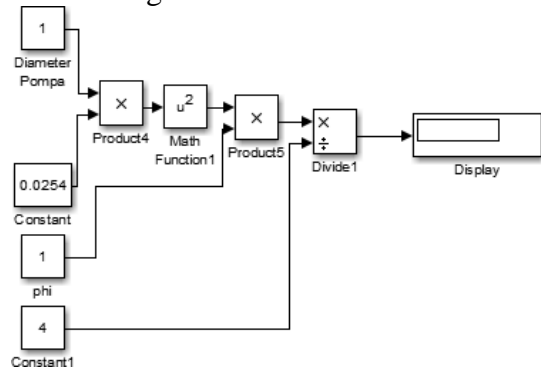 1
Diameter
Pompa
×
Product4
u²
Math
Function1
×
Product5
×
÷
Divide1
Display
0.0254
Constant
1
phi
4
Constant1